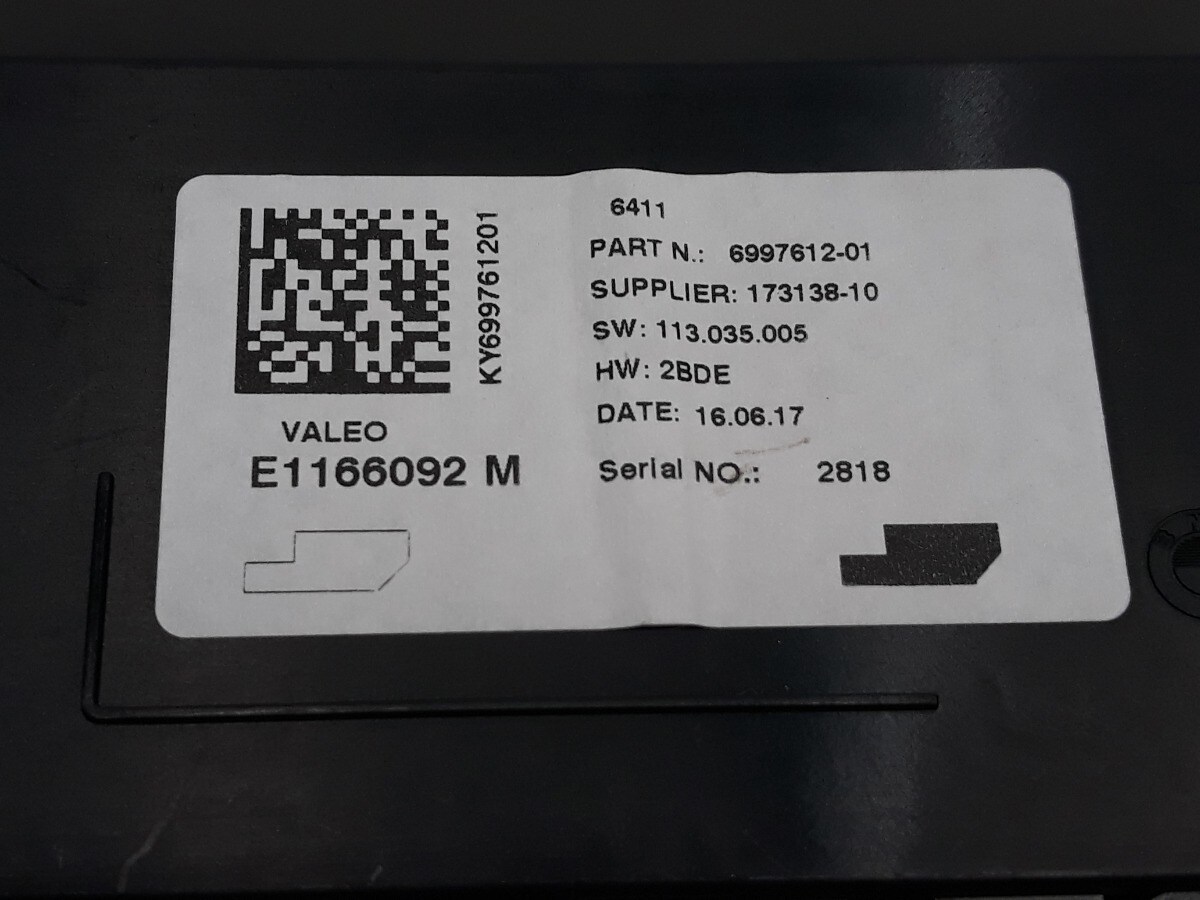 KY699761201
VALEO
E1166092 M
6411
PART N.: 6997612-01
SUPPLIER: 173138-10
SW: 113.035.005
HW: 2BDE
DATE: 16.06.17
Serial NO.: 2818